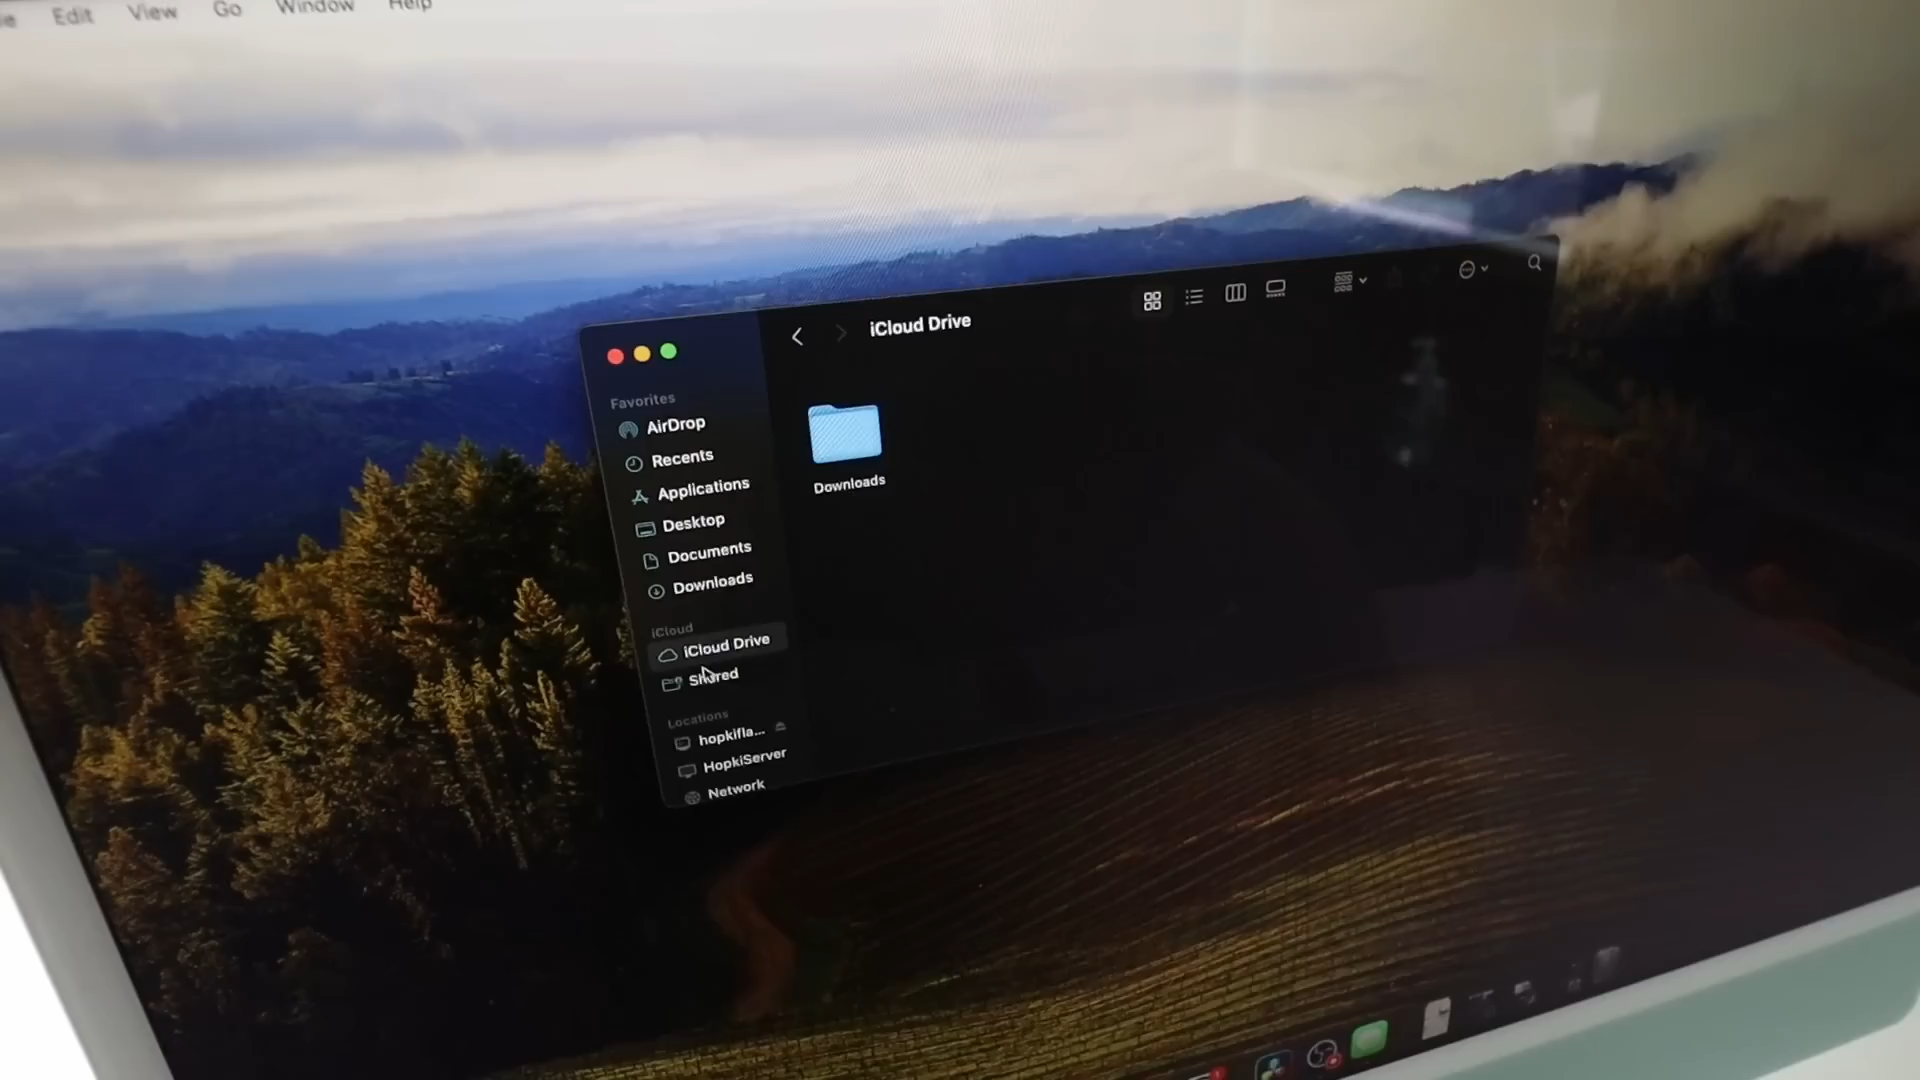 Edit View Go Window Help
iCloud Drive
Favorites
AirDrop
Recents
Applications
Desktop
Documents
Downloads
iCloud
iCloud Drive
Shared
Locations
hopkifla...
HopkiServer
Network
Downloads